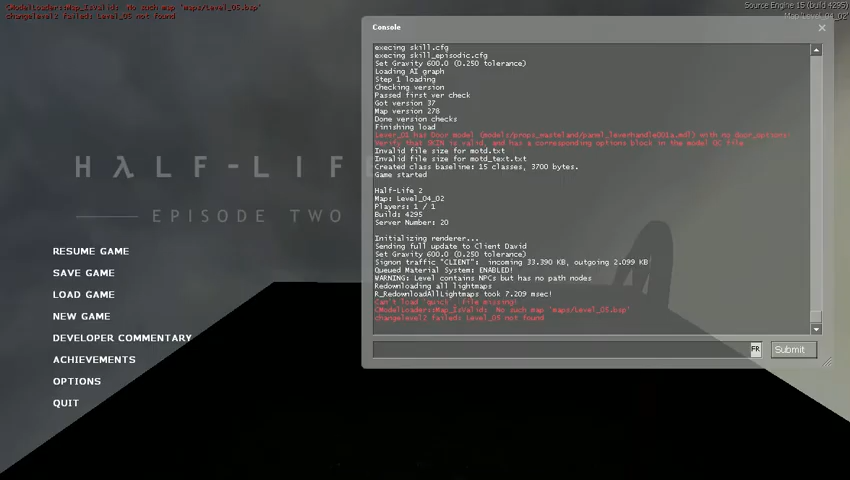 CModelLoader::Map_IsValid: No such map 'maps/Level_05.bsp'
changelevel2 failed: Level_05 not found
Source Engine 15 (build 4295)
Map 'Level_04_02'
Console
execing skill.cfg
execing skill_episodic.cfg
Set Gravity 600.0 (0.250 tolerance)
Loading AI graph
Step 1 loading
Checking version
Passed first ver check
Got version 37
Map version 278
Done version checks
Finishing load
Lever_01 has Door model (models/props_wasteland/panel_leverhandle001a.mdl) with no door_options!
Verify that SKIN is valid, and has a corresponding options block in the model QC file
Invalid file size for motd.txt
Invalid file size for motd_text.txt
Created class baseline: 15 classes, 3700 bytes.
Game started
Half-Life 2
Map: Level_04_02
Players: 1 / 1
Build: 4295
Server Number: 20
Initializing renderer...
Sending full update to Client David
Set Gravity 600.0 (0.250 tolerance)
Signon traffic "CLIENT":  incoming 33.390 KB, outgoing 2.099 KB
Queued Material System: ENABLED!
WARNING: Level contains NPCs but has no path nodes
Redownloading all lightmaps
R_RedownloadAllLightmaps took 7.209 msec!
Can't load 'quick', file missing!
CModelLoader::Map_IsValid: No such map 'maps/Level_05.bsp'
changelevel2 failed: Level_05 not found
FR
Submit
HλLF-LIF
EPISODE TWO
RESUME GAME
SAVE GAME
LOAD GAME
NEW GAME
DEVELOPER COMMENTARY
ACHIEVEMENTS
OPTIONS
QUIT